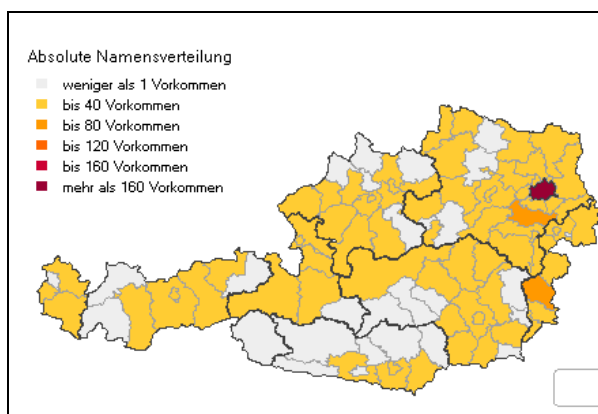 Absolute Namensverteilung
weniger als 1 Vorkommen
bis 40 Vorkommen
bis 80 Vorkommen
bis 120 Vorkommen
bis 160 Vorkommen
mehr als 160 Vorkommen